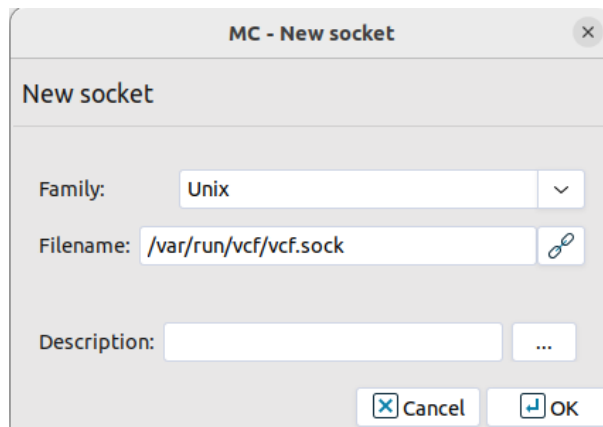 MC - New socket
New socket
Family: Unix
Filename: /var/run/vcf/vcf.sock
Description: ...
Cancel OK